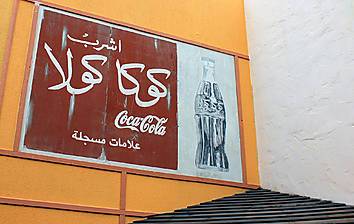 اشرب
كوكا كولا
Coca-Cola
علامات مسجلة